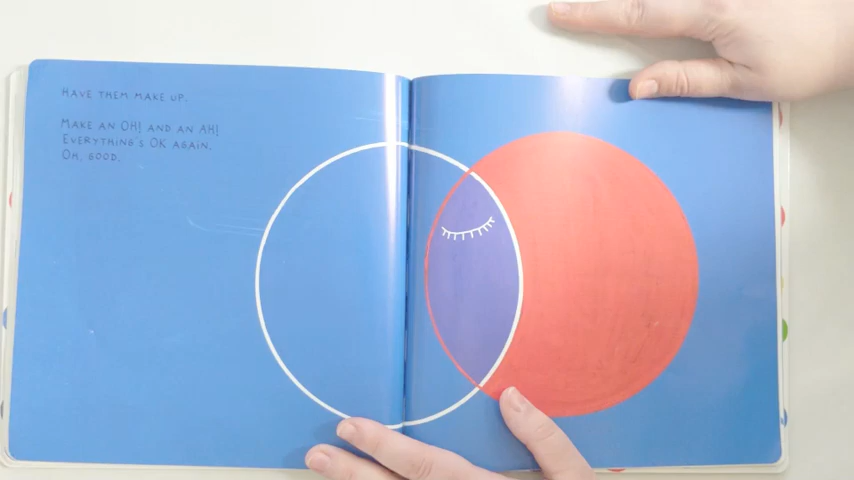 HAVE THEM MAKE UP.
MAKE AN OH! AND AN AH!
EVERYTHING'S OK AGAIN.
OH, GOOD.